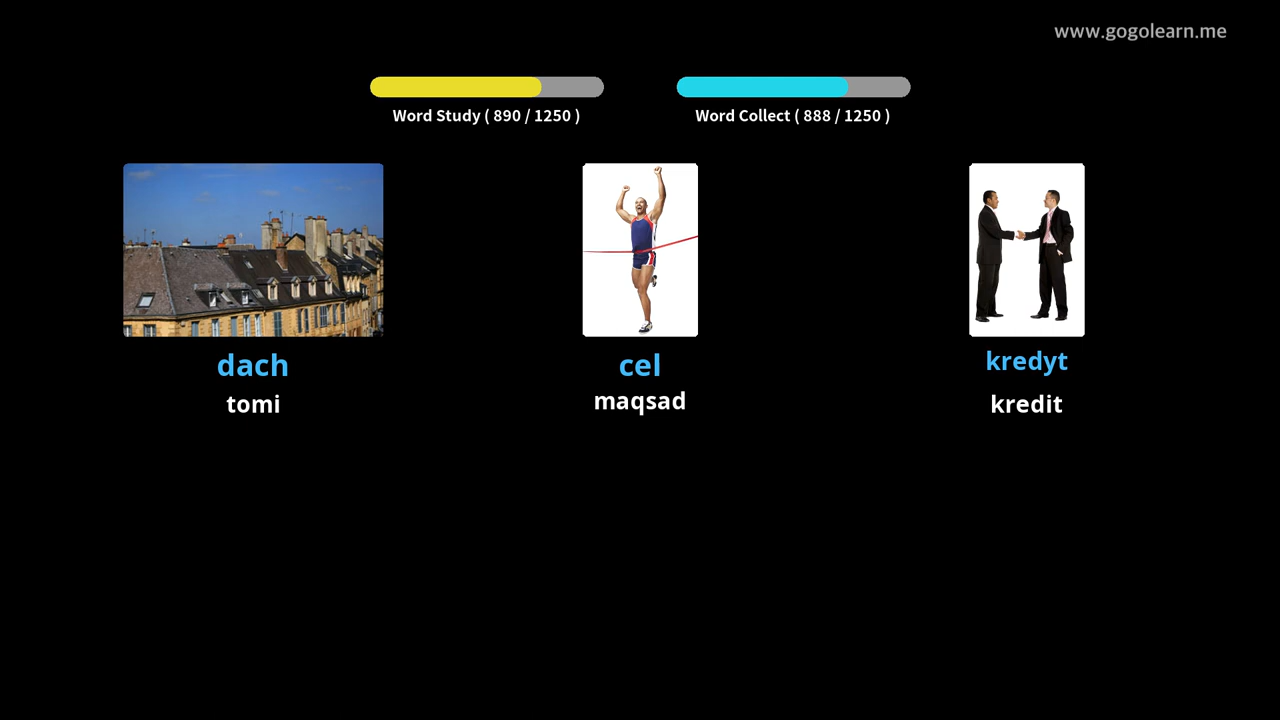 www.gogolearn.me
Word Study ( 890 / 1250 )
Word Collect ( 888 / 1250 )
dach
tomi
cel
maqsad
kredyt
kredit